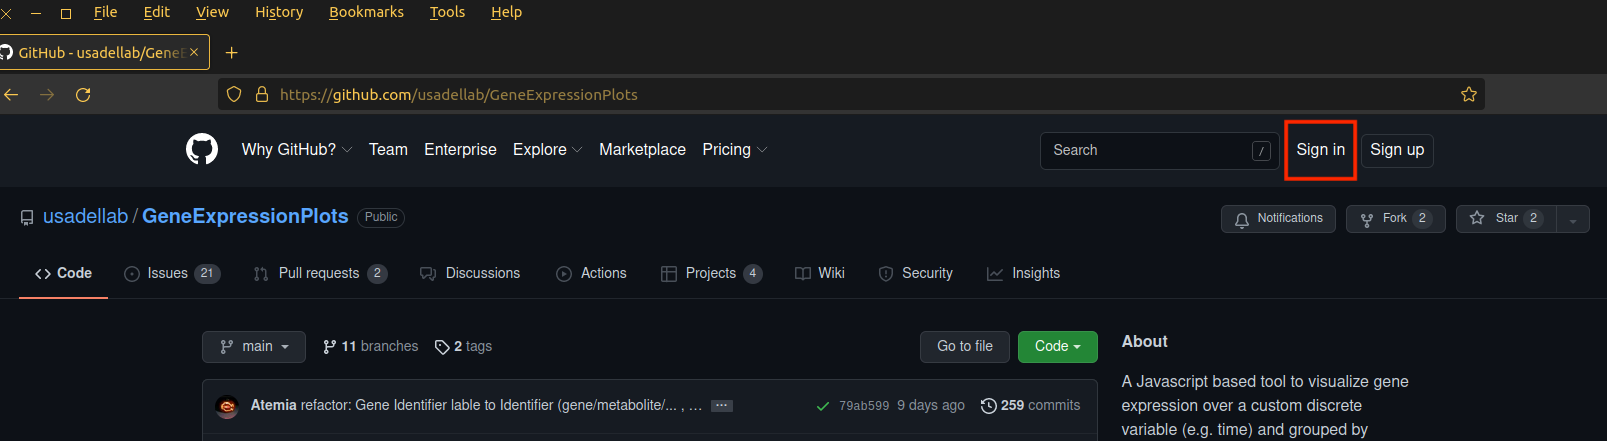 File Edit View History Bookmarks Tools Help
GitHub - usadellab/GeneE
https://github.com/usadellab/GeneExpressionPlots
Why GitHub? Team Enterprise Explore Marketplace Pricing Search / Sign in Sign up
usadellab / GeneExpressionPlots Public Notifications Fork 2 Star 2
Code Issues 21 Pull requests 2 Discussions Actions Projects 4 Wiki Security Insights
main 11 branches 2 tags Go to file Code
About
Atemia refactor: Gene Identifier lable to Identifier (gene/metabolite/... , … 79ab599 9 days ago 259 commits
A Javascript based tool to visualize gene
expression over a custom discrete
variable (e.g. time) and grouped by